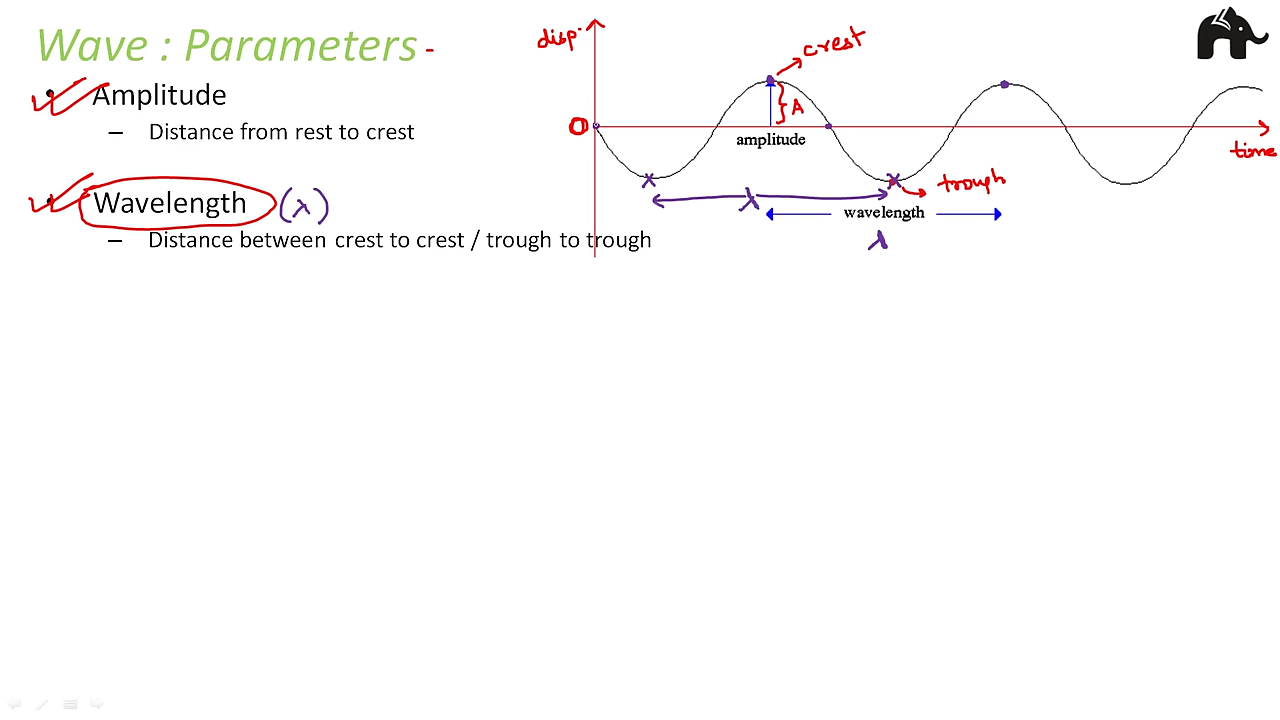 Wave : Parameters -
• Amplitude
– Distance from rest to crest
• Wavelength (λ)
– Distance between crest to crest / trough to trough
disp.
crest
A
O
amplitude
time
trough
λ
wavelength
λ